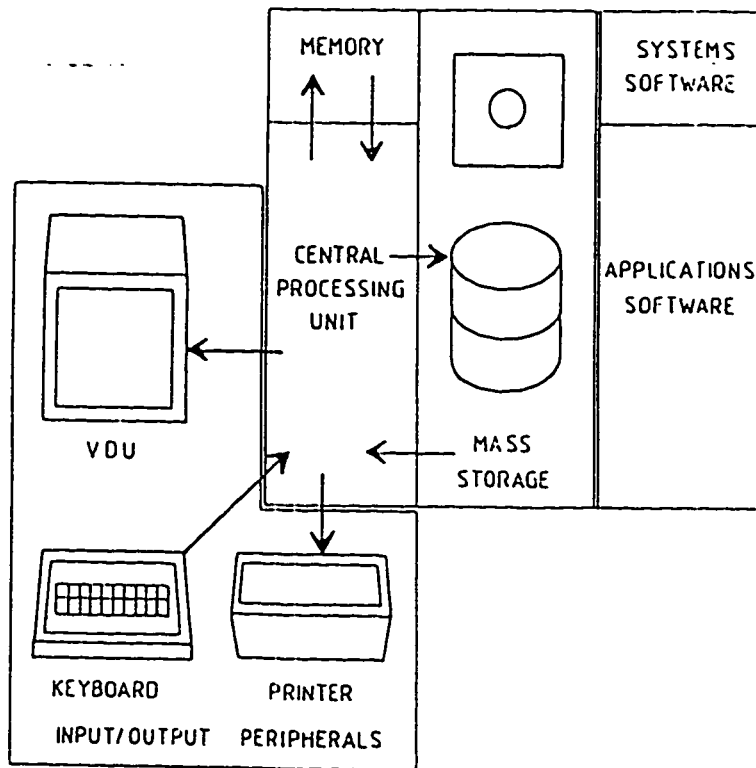 MEMORY
SYSTEMS
SOFTWARE
CENTRAL
PROCESSING
UNIT
APPLICATIONS
SOFTWARE
VDU
MASS
STORAGE
KEYBOARD
PRINTER
INPUT/OUTPUT PERIPHERALS